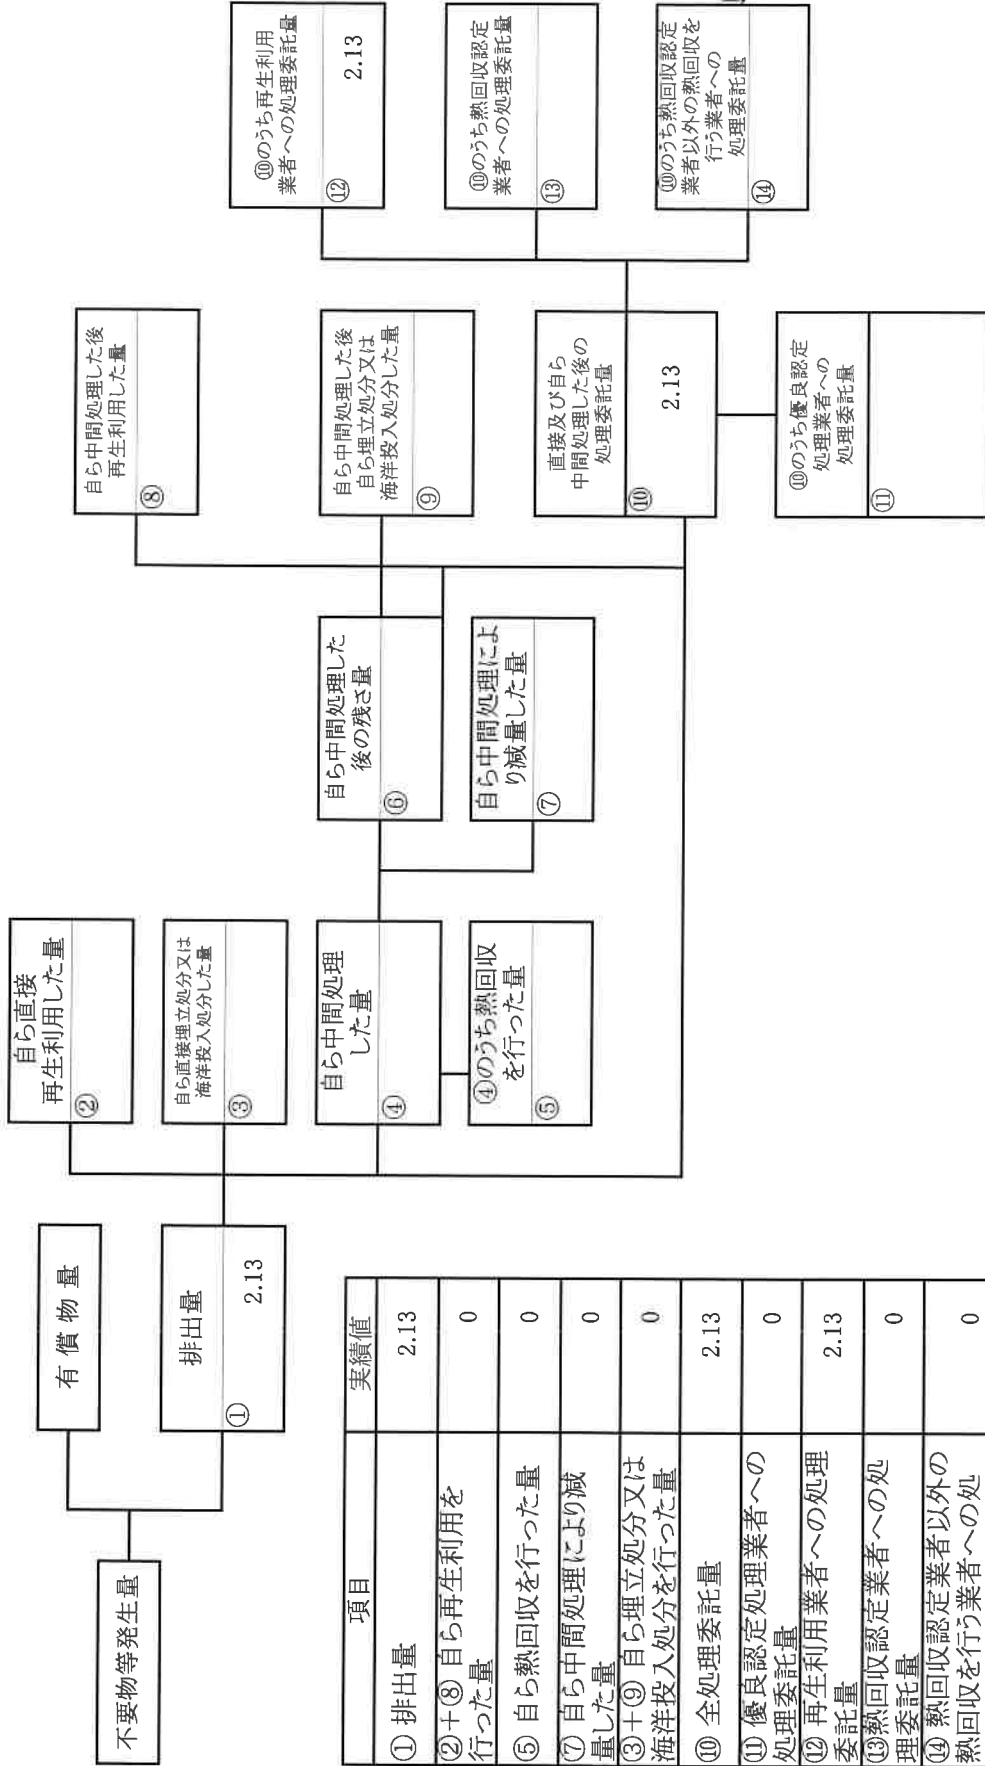 不要物等発生量
有償物量
排出量
①
2.13
自ら直接
再生利用した量
②
自ら直接埋立処分又は
海洋投入処分した量
③
自ら中間処理
した量
④
④のうち熱回収
を行った量
⑤
自ら中間処理した
後の残さ量
⑥
自ら中間処理によ
り減量した量
⑦
自ら中間処理した後
再生利用した量
⑧
自ら中間処理した後
自ら埋立処分又は
海洋投入処分した量
⑨
直接及び自ら
中間処理した後の
処理委託量
⑩
2.13
⑩のうち優良認定
処理業者への
処理委託量
⑪
⑩のうち再生利用
業者への処理委託量
⑫
2.13
⑩のうち熱回収認定
業者への処理委託量
⑬
⑩のうち熱回収認定
業者以外の熱回収を
行う業者への
処理委託量
⑭
項目 実績値
① 排出量 2.13
②+⑧ 自ら再生利用を
行った量 0
⑤ 自ら熱回収を行った量 0
⑦ 自ら中間処理により減
量した量 0
③+⑨ 自ら埋立処分又は
海洋投入処分を行った量 0
⑩ 全処理委託量 2.13
⑪ 優良認定処理業者への
処理委託量 0
⑫ 再生利用業者への処理
委託量 2.13
⑬熱回収認定業者への処
理委託量 0
⑭ 熱回収認定業者以外の
熱回収を行う業者への処 0